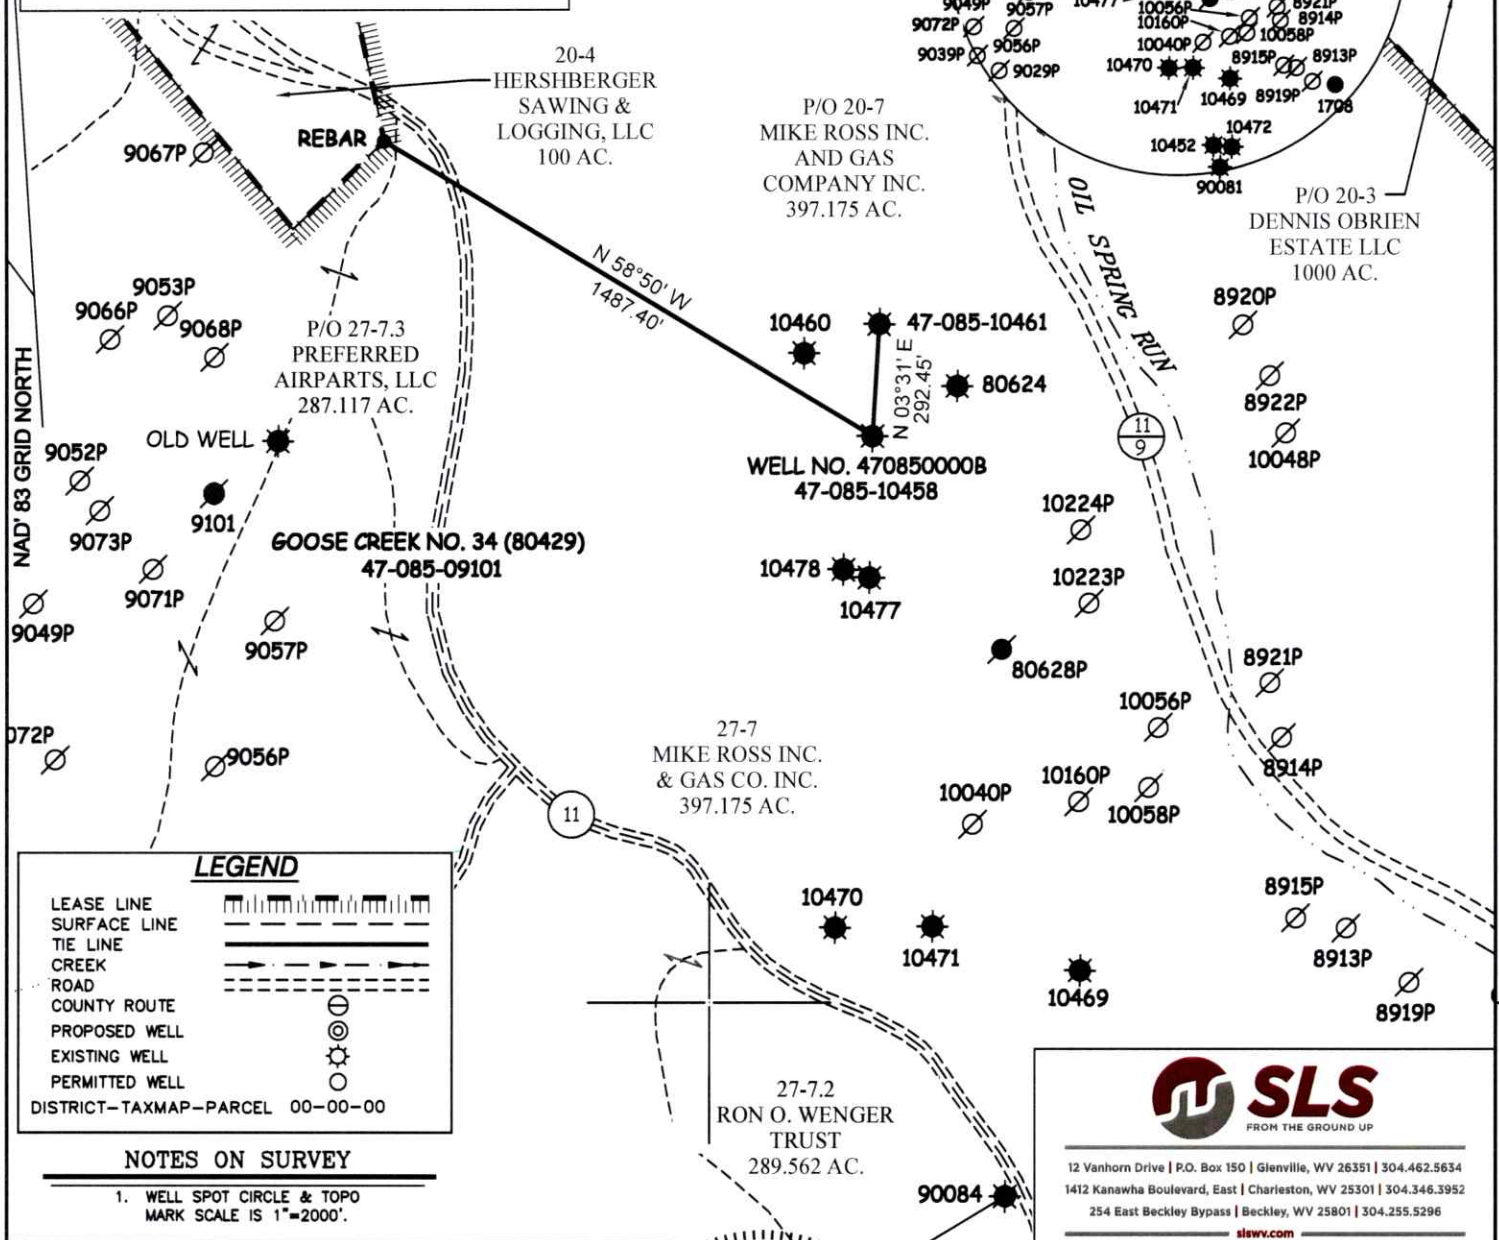 9049P
9057P
9072P
9056P
9039P
9029P
10477
10056P
8921P
10160P
8914P
10058P
10040P
10470
8915P
8913P
10471
10469
8919P
1708
10452
10472
90081
20-4
HERSHBERGER
SAWING &
LOGGING, LLC
100 AC.
P/O 20-7
MIKE ROSS INC.
AND GAS
COMPANY INC.
397.175 AC.
P/O 20-3
DENNIS OBRIEN
ESTATE LLC
1000 AC.
REBAR
9067P
OIL SPRING RUN
N 58°50' W
1487.40'
9053P
9066P
9068P
P/O 27-7.3
PREFERRED
AIRPARTS, LLC
287.117 AC.
10460
47-085-10461
N 03°31' E
292.45'
80624
8920P
8922P
10048P
NAD' 83 GRID NORTH
OLD WELL
9052P
9101
9073P
9071P
9049P
9057P
GOOSE CREEK NO. 34 (80429)
47-085-09101
WELL NO. 470850000B
47-085-10458
11
9
10224P
10223P
10478
10477
80628P
8921P
10056P
8914P
072P
9056P
27-7
MIKE ROSS INC.
& GAS CO. INC.
397.175 AC.
10040P
10160P
10058P
11
10470
10471
10469
8915P
8913P
8919P
LEGEND
LEASE LINE
SURFACE LINE
TIE LINE
CREEK
ROAD
COUNTY ROUTE
PROPOSED WELL
EXISTING WELL
PERMITTED WELL
DISTRICT-TAXMAP-PARCEL 00-00-00
NOTES ON SURVEY
1. WELL SPOT CIRCLE & TOPO
MARK SCALE IS 1"=2000'.
27-7.2
RON O. WENGER
TRUST
289.562 AC.
90084
SLS
FROM THE GROUND UP
12 Vanhorn Drive | P.O. Box 150 | Glenville, WV 26351 | 304.462.5634
1412 Kanawha Boulevard, East | Charleston, WV 25301 | 304.346.3952
254 East Beckley Bypass | Beckley, WV 25801 | 304.255.5296
slswv.com